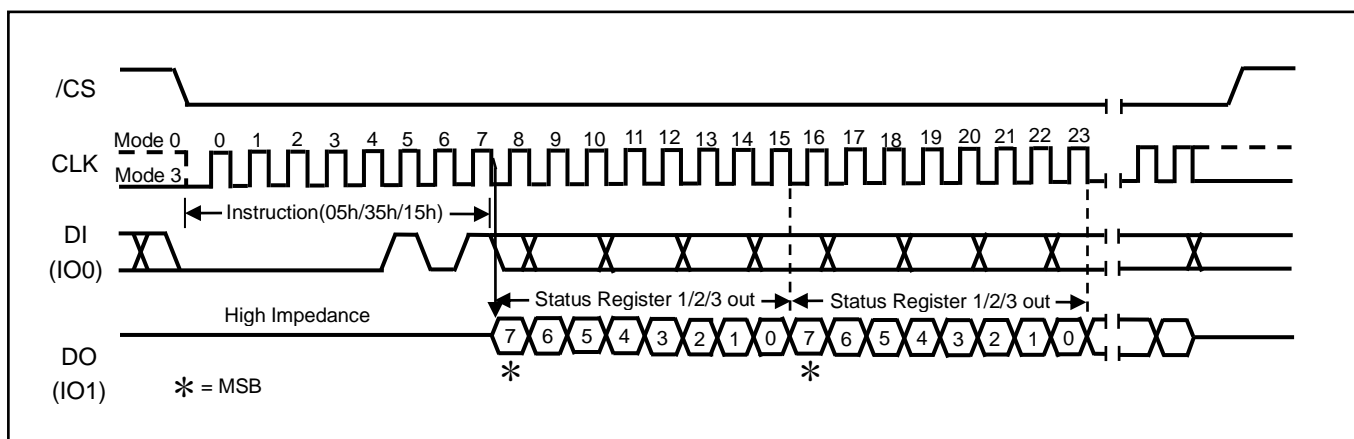 /CS
Mode 0 0 1 2 3 4 5 6 7 8 9 10 11 12 13 14 15 16 17 18 19 20 21 22 23
CLK
Mode 3
Instruction(05h/35h/15h)
DI
(IO0)
Status Register 1/2/3 out Status Register 1/2/3 out
High Impedance
DO 7 6 5 4 3 2 1 0 7 6 5 4 3 2 1 0
(IO1)
* *
* = MSB